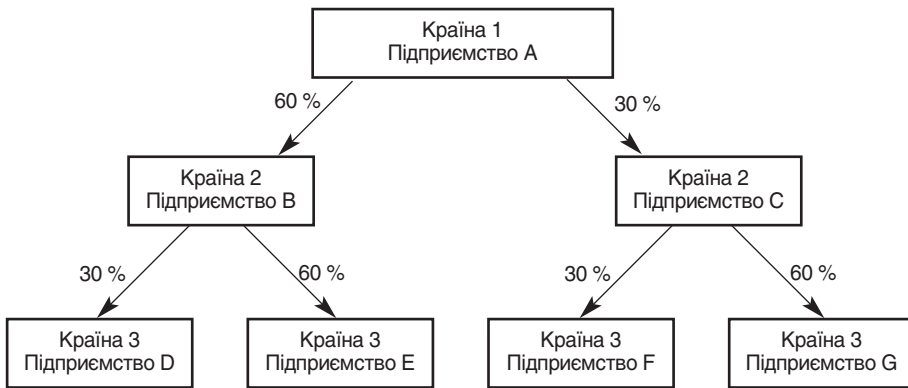 Країна 1
Підприємство A
60 %
30 %
Країна 2
Підприємство B
Країна 2
Підприємство C
30 %
60 %
30 %
60 %
Країна 3
Підприємство D
Країна 3
Підприємство E
Країна 3
Підприємство F
Країна 3
Підприємство G